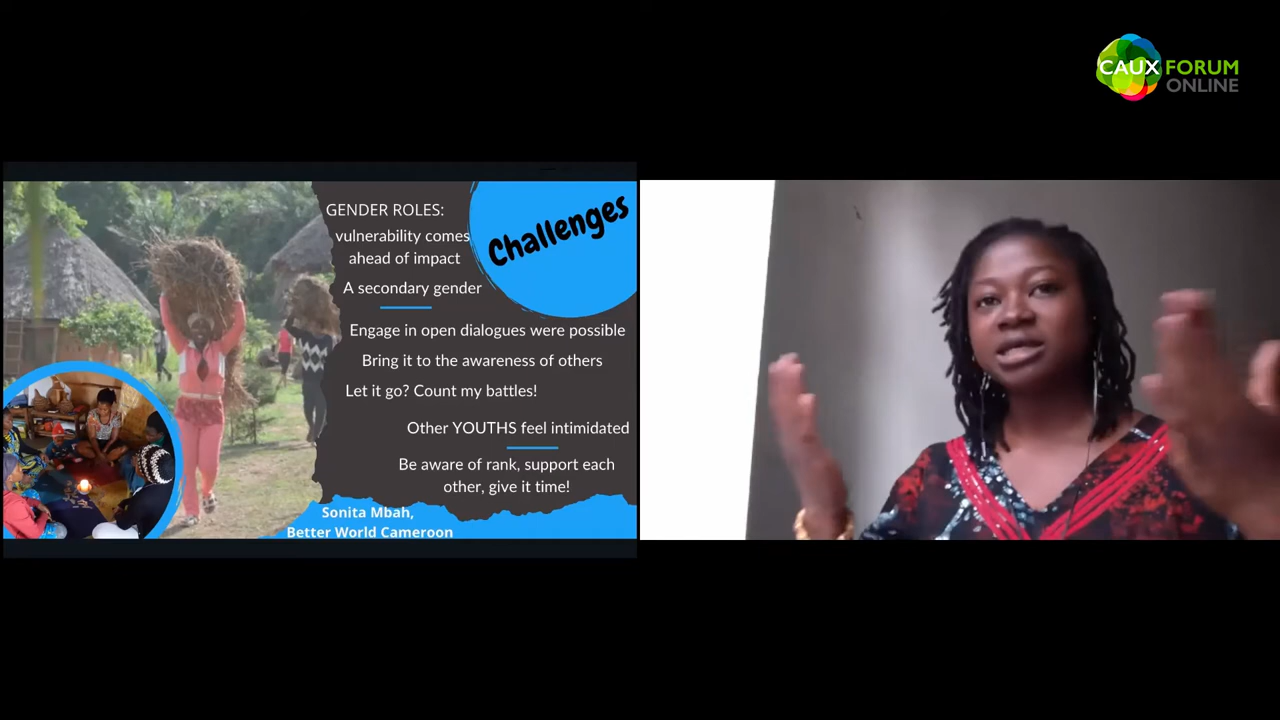 CAUX FORUM
ONLINE
Challenges
GENDER ROLES:
vulnerability comes
ahead of impact
A secondary gender
Engage in open dialogues were possible
Bring it to the awareness of others
Let it go? Count my battles!
Other YOUTHS feel intimidated
Be aware of rank, support each
other, give it time!
Sonita Mbah,
Better World Cameroon